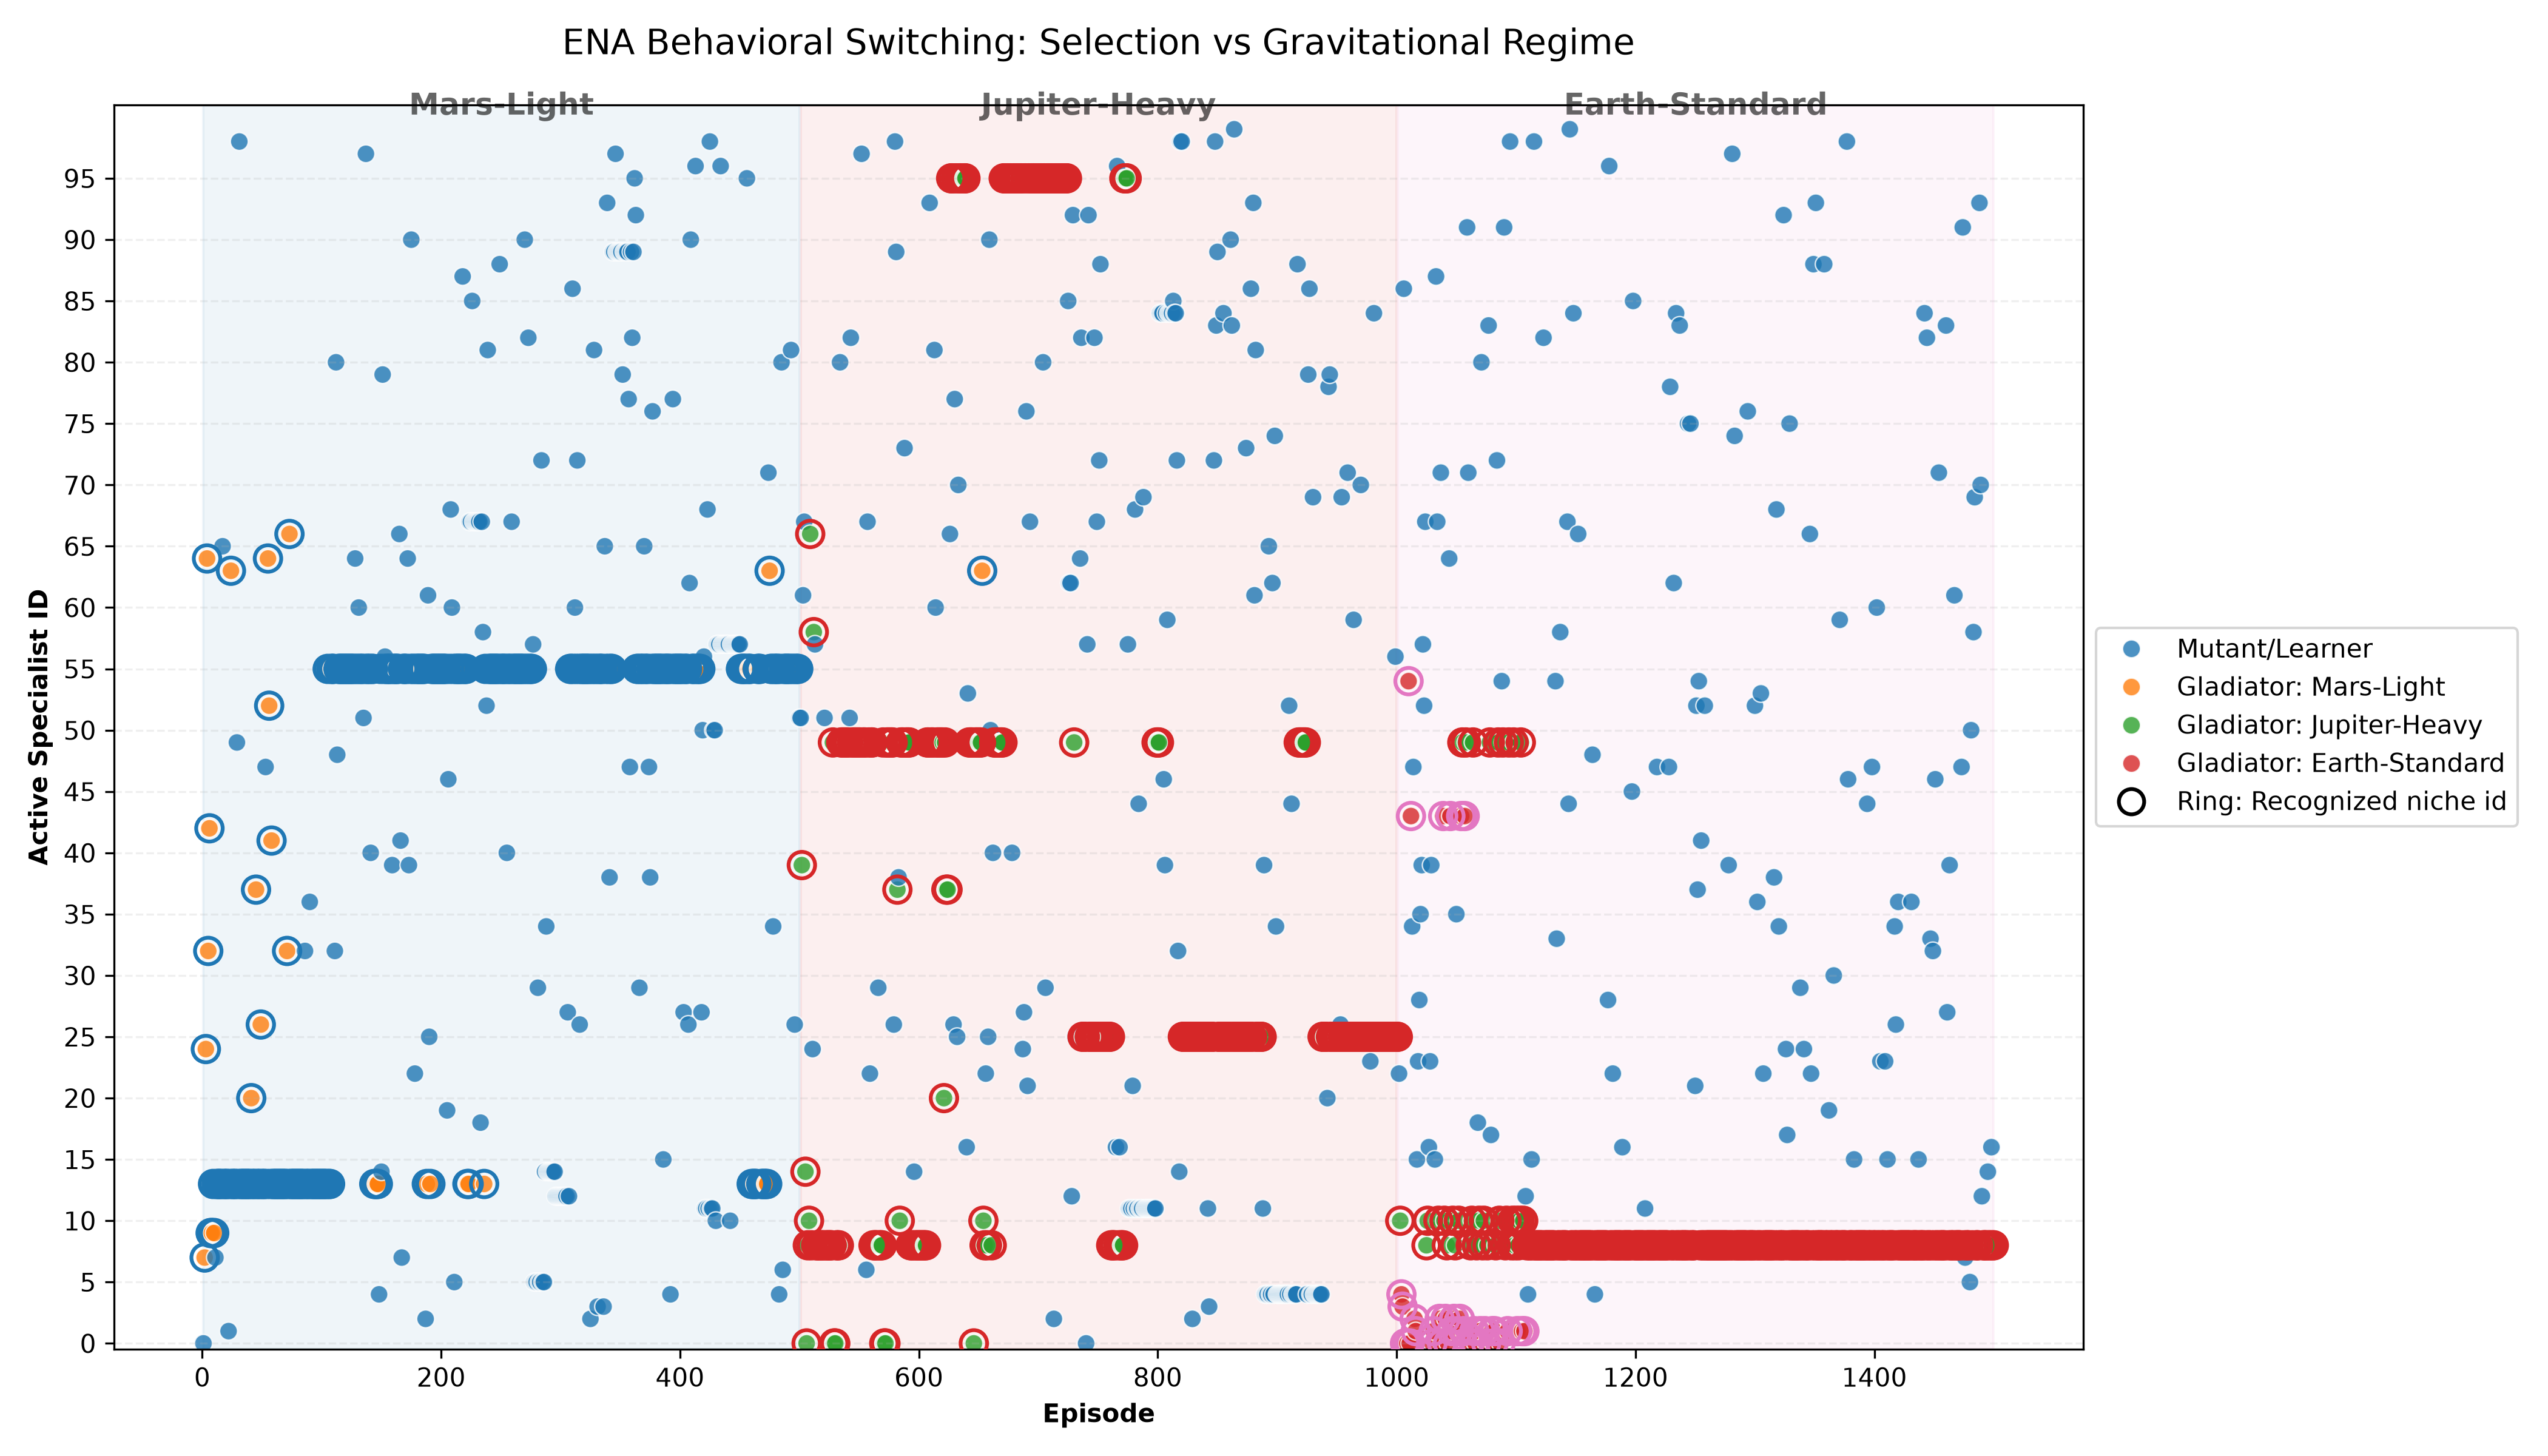 ENA Behavioral Switching: Selection vs Gravitational Regime
Mars-Light
Jupiter-Heavy
Earth-Standard
Active Specialist ID
95
90
85
80
75
70
65
60
55
50
45
40
35
30
25
20
15
10
5
0
0
200
400
600
800
1000
1200
1400
Episode
Mutant/Learner
Gladiator: Mars-Light
Gladiator: Jupiter-Heavy
Gladiator: Earth-Standard
Ring: Recognized niche id